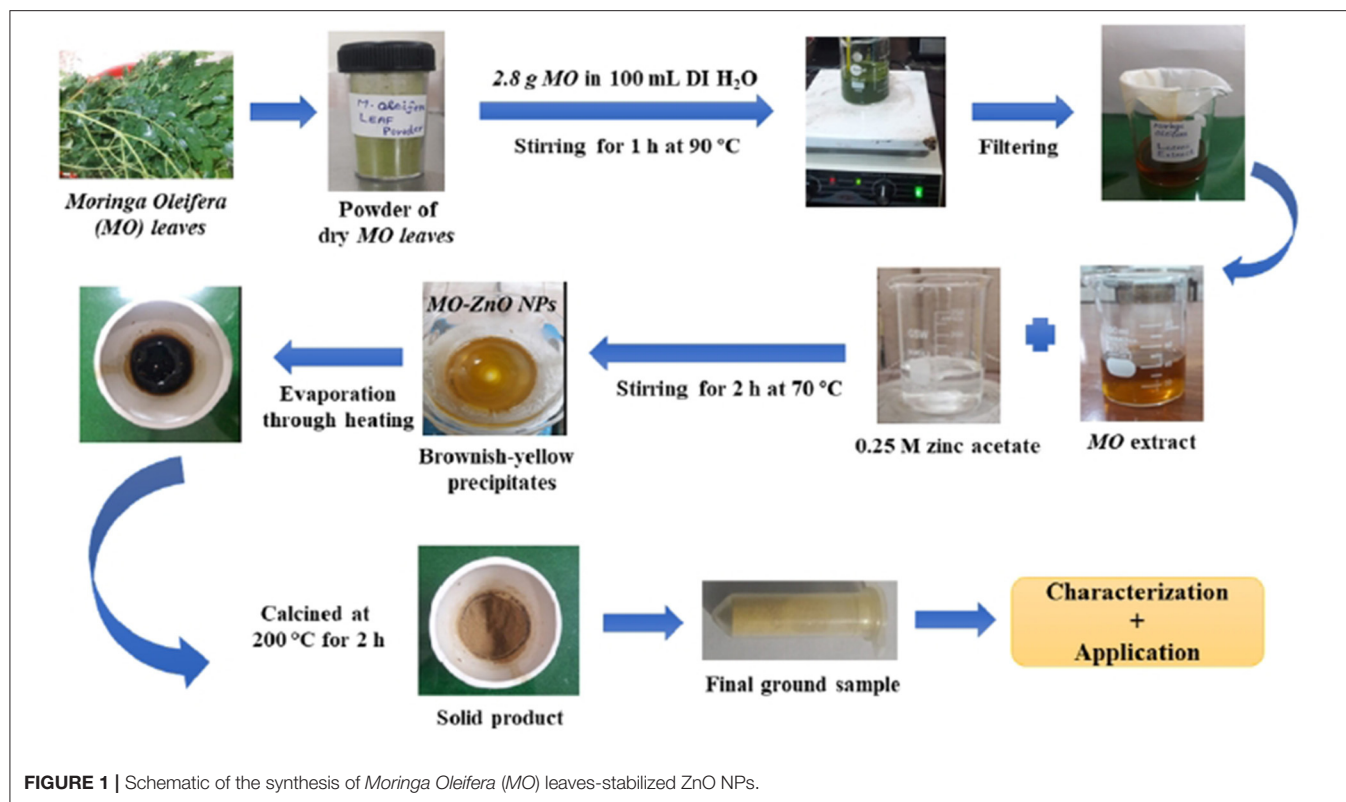 M. Oleifera
LEAF
Powder
2.8 g MO in 100 mL DI H₂O
Stirring for 1 h at 90 °C
Filtering
Moringa Oleifera
(MO) leaves
Powder of
dry MO leaves
MO-ZnO NPs
Stirring for 2 h at 70 °C
Evaporation
through heating
Brownish-yellow
precipitates
0.25 M zinc acetate
MO extract
Calcined at
200 °C for 2 h
Solid product
Final ground sample
Characterization
+
Application
FIGURE 1 | Schematic of the synthesis of Moringa Oleifera (MO) leaves-stabilized ZnO NPs.